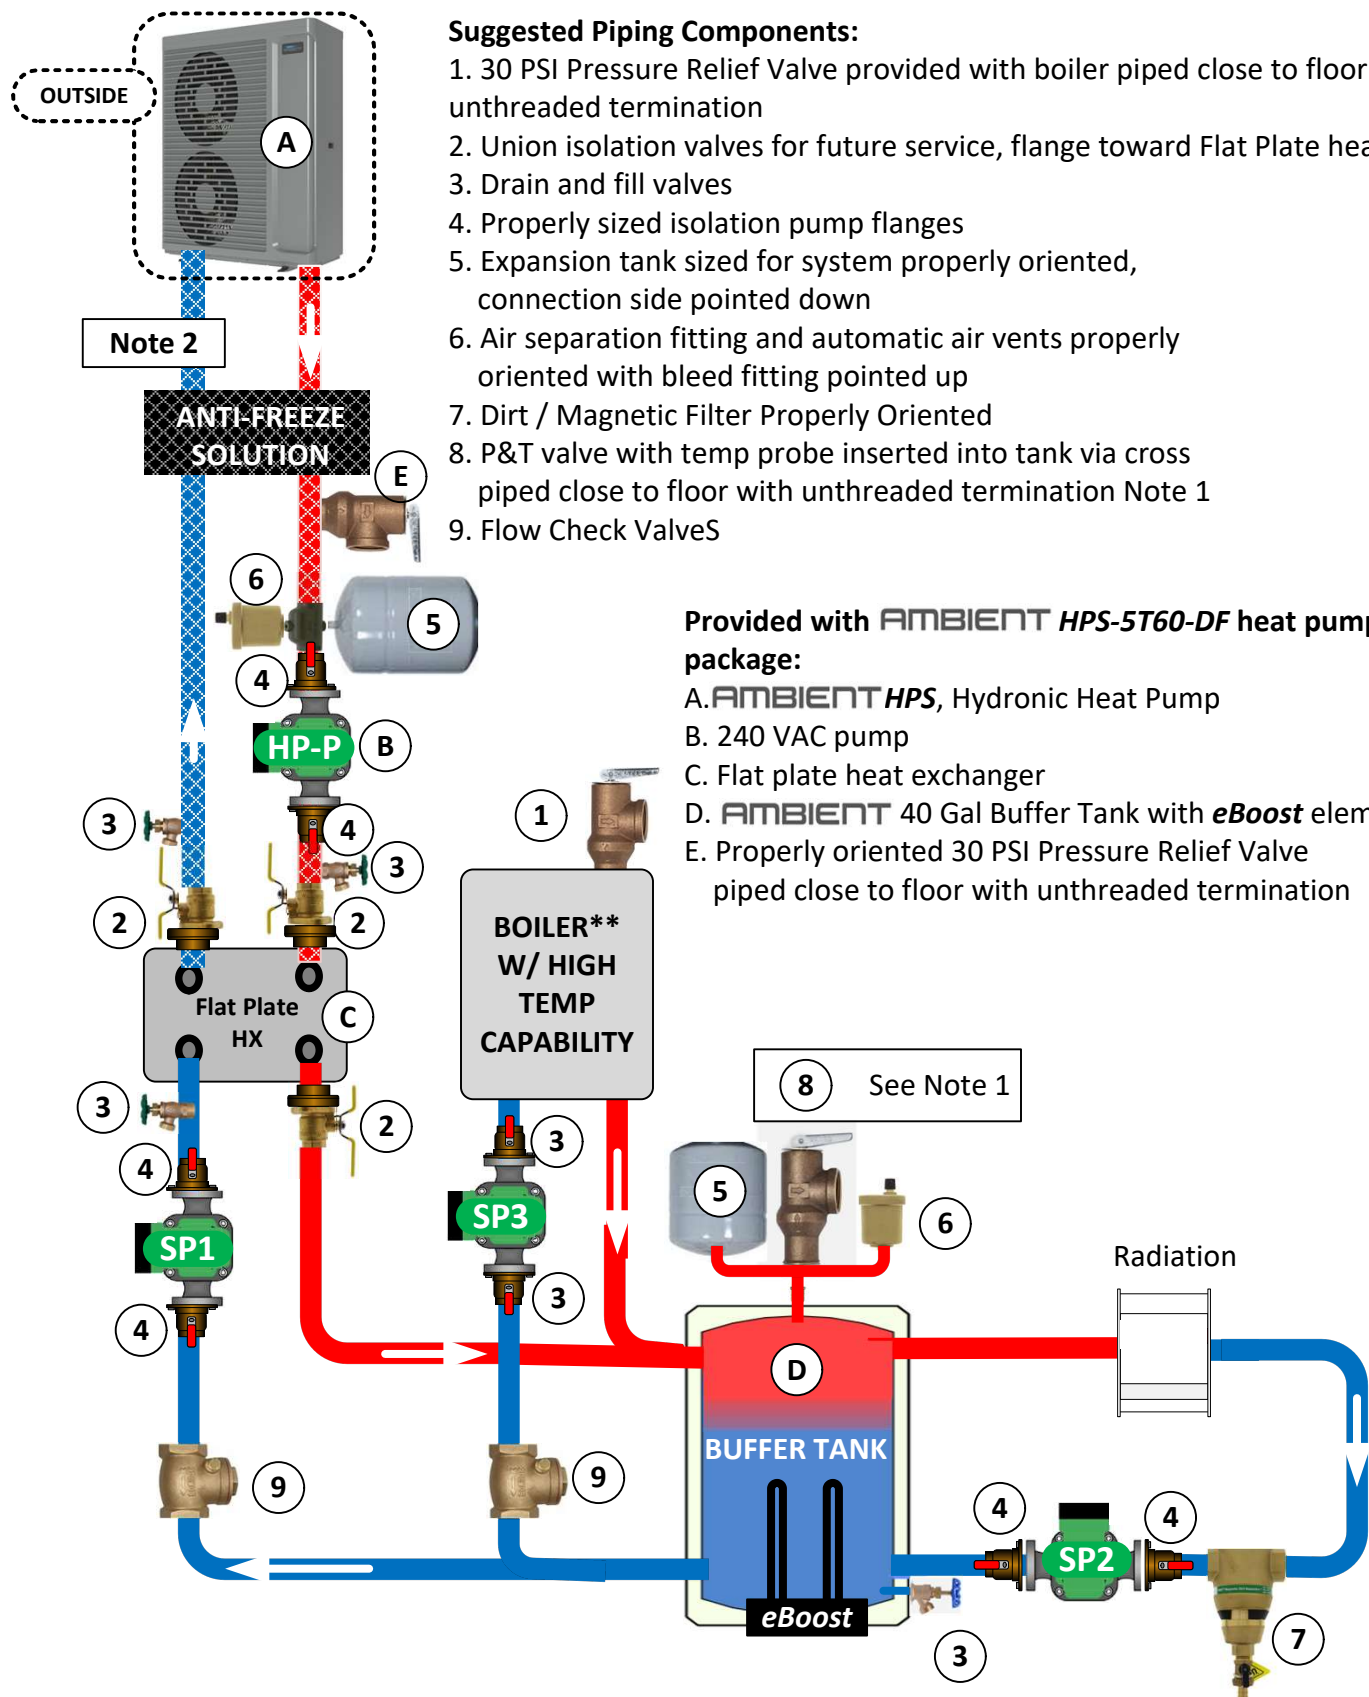 Suggested Piping Components:
1. 30 PSI Pressure Relief Valve provided with boiler piped close to floor
unthreaded termination
2. Union isolation valves for future service, flange toward Flat Plate hea
3. Drain and fill valves
4. Properly sized isolation pump flanges
5. Expansion tank sized for system properly oriented,
connection side pointed down
6. Air separation fitting and automatic air vents properly
oriented with bleed fitting pointed up
7. Dirt / Magnetic Filter Properly Oriented
8. P&T valve with temp probe inserted into tank via cross
piped close to floor with unthreaded termination Note 1
9. Flow Check ValveS
OUTSIDE
A
Note 2
ANTI-FREEZE
SOLUTION
E
6
5
4
HP-P
B
3
4
3
2
2
Flat Plate
HX
C
3
2
4
SP1
4
9
Provided with AMBIENT HPS-5T60-DF heat pump
package:
A. AMBIENT HPS, Hydronic Heat Pump
B. 240 VAC pump
C. Flat plate heat exchanger
D. AMBIENT 40 Gal Buffer Tank with eBoost elem
E. Properly oriented 30 PSI Pressure Relief Valve
piped close to floor with unthreaded termination
1
BOILER**
W/ HIGH
TEMP
CAPABILITY
3
SP3
3
9
8 See Note 1
5
6
Radiation
D
BUFFER TANK
eBoost
4
SP2
4
3
7